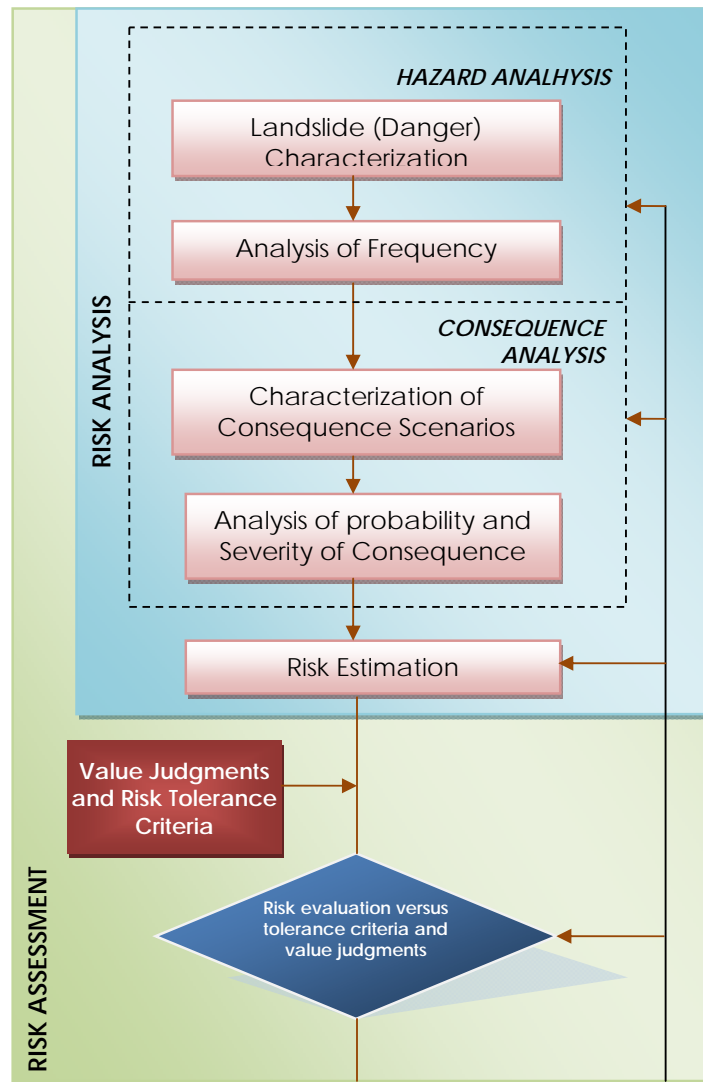 HAZARD ANALHYSIS
Landslide (Danger)
Characterization
Analysis of Frequency
CONSEQUENCE
ANALYSIS
Characterization of
Consequence Scenarios
Analysis of probability and
Severity of Consequence
RISK ANALYSIS
Risk Estimation
Value Judgments
and Risk Tolerance
Criteria
Risk evaluation versus
tolerance criteria and
value judgments
RISK ASSESSMENT